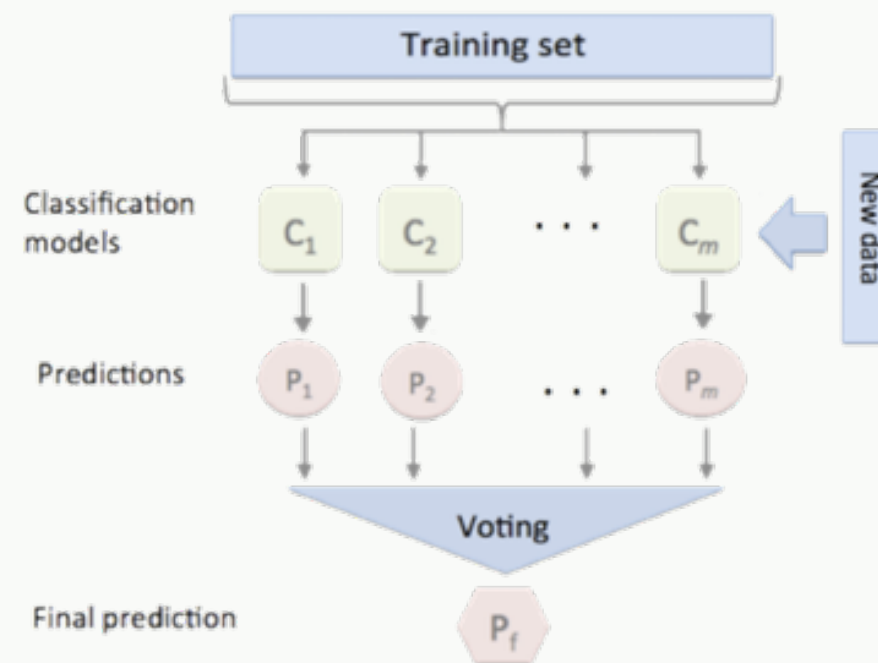 Training set
Classification
models
C1 C2 . . . Cm
New data
Predictions
P1 P2 . . . Pm
Voting
Final prediction
Pf